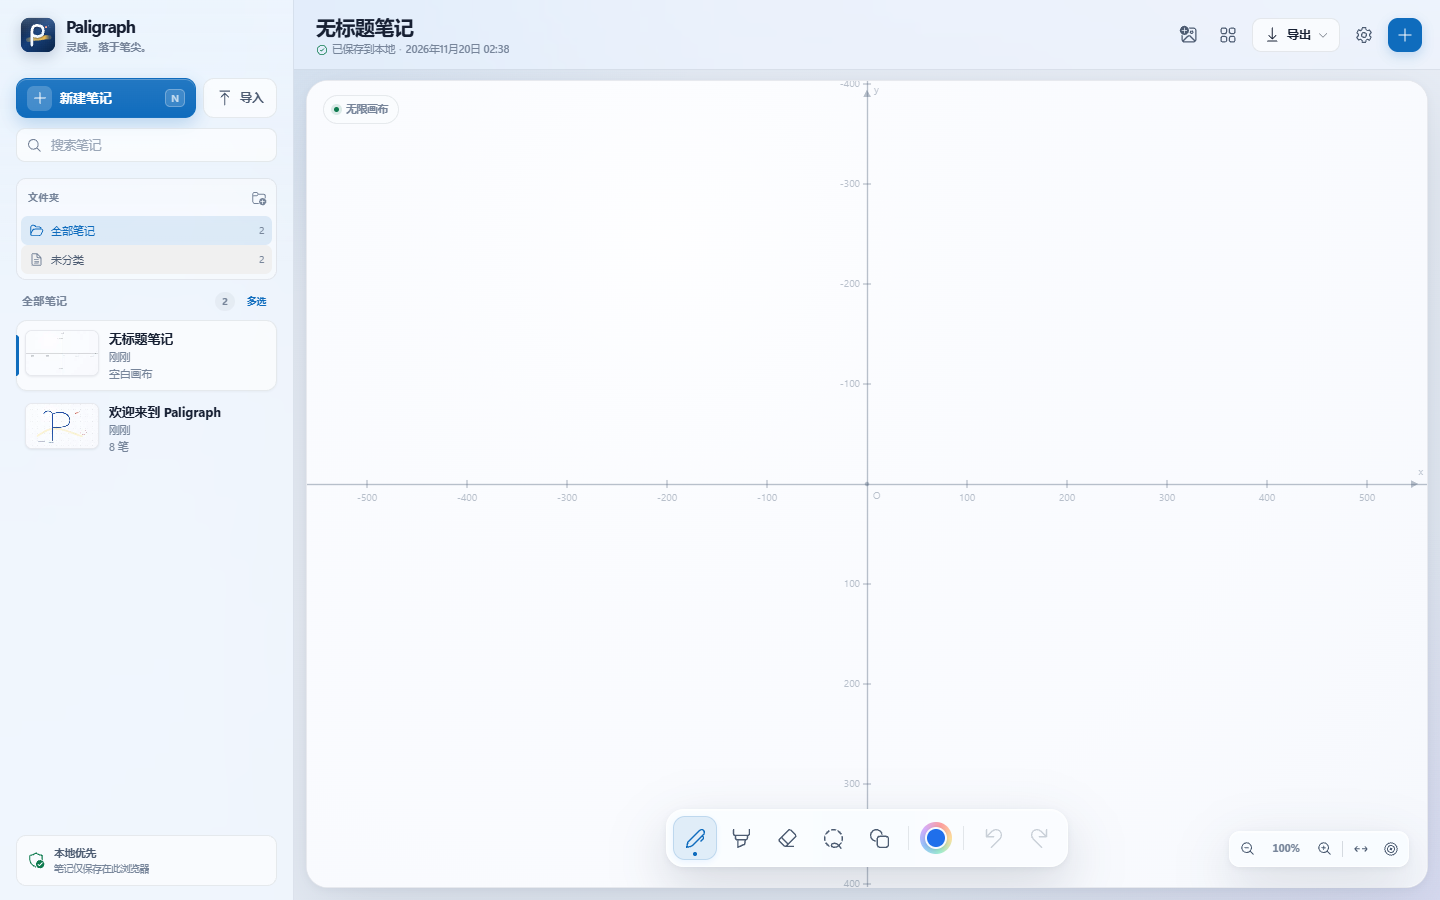 Paligraph
灵感，落于笔尖。
新建笔记 N
导入
搜索笔记
文件夹
全部笔记 2
未分类 2
全部笔记 2 多选
无标题笔记
刚刚
空白画布
欢迎来到 Paligraph
刚刚
8 笔
本地优先
笔记仅保存在此浏览器
无标题笔记
已保存到本地 · 2026年11月20日 02:38
导出
无限画布
-400 y
-300
-200
-100
x
-500 -400 -300 -200 -100 O 100 200 300 400 500
100
200
300
400
100%